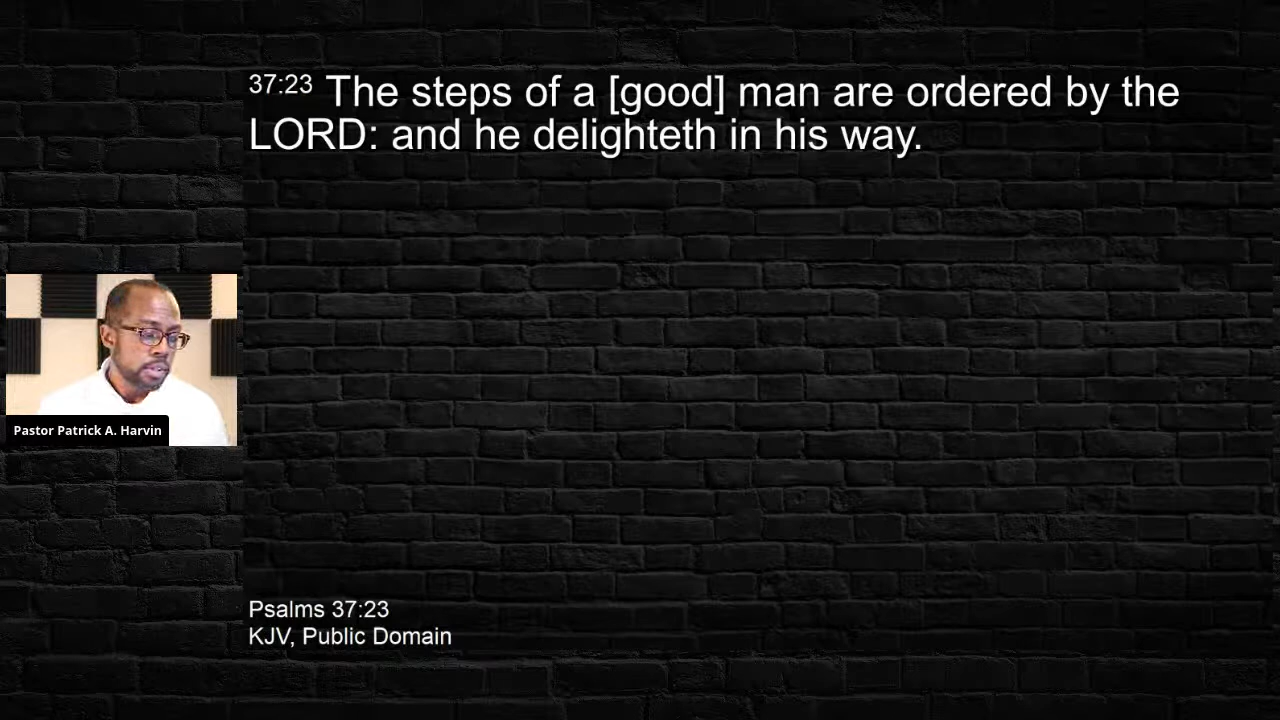 37:23 The steps of a [good] man are ordered by the
LORD: and he delighteth in his way.
Pastor Patrick A. Harvin
Psalms 37:23
KJV, Public Domain